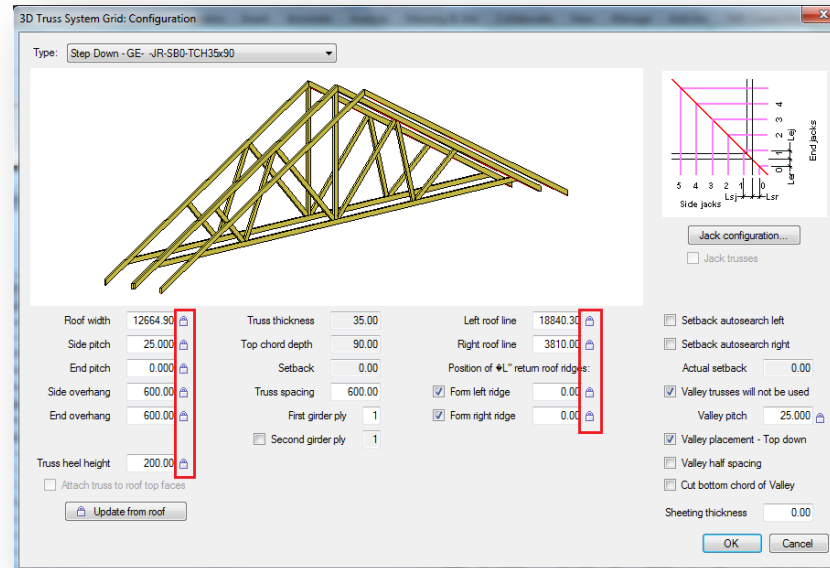 3D Truss System Grid: Configuration
Type: Step Down - GE- -JR-SB0-TCH35x90
4
3
2
1
0
Lej
Ler
End jacks
5 4 3 2 1 0
Side jacks
Lsj
Lsr
Jack configuration...
Jack trusses
Roof width 12664.90
Side pitch 25.000
End pitch 0.000
Side overhang 600.00
End overhang 600.00
Truss heel height 200.00
Attach truss to roof top faces
Update from roof
Truss thickness 35.00
Top chord depth 90.00
Setback 0.00
Truss spacing 600.00
First girder ply 1
Second girder ply 1
Left roof line 18840.30
Right roof line 3810.00
Position of �L" return roof ridges:
Form left ridge 0.00
Form right ridge 0.00
Setback autosearch left
Setback autosearch right
Actual setback 0.00
Valley trusses will not be used
Valley pitch 25.000
Valley placement - Top down
Valley half spacing
Cut bottom chord of Valley
Sheeting thickness 0.00
OK Cancel